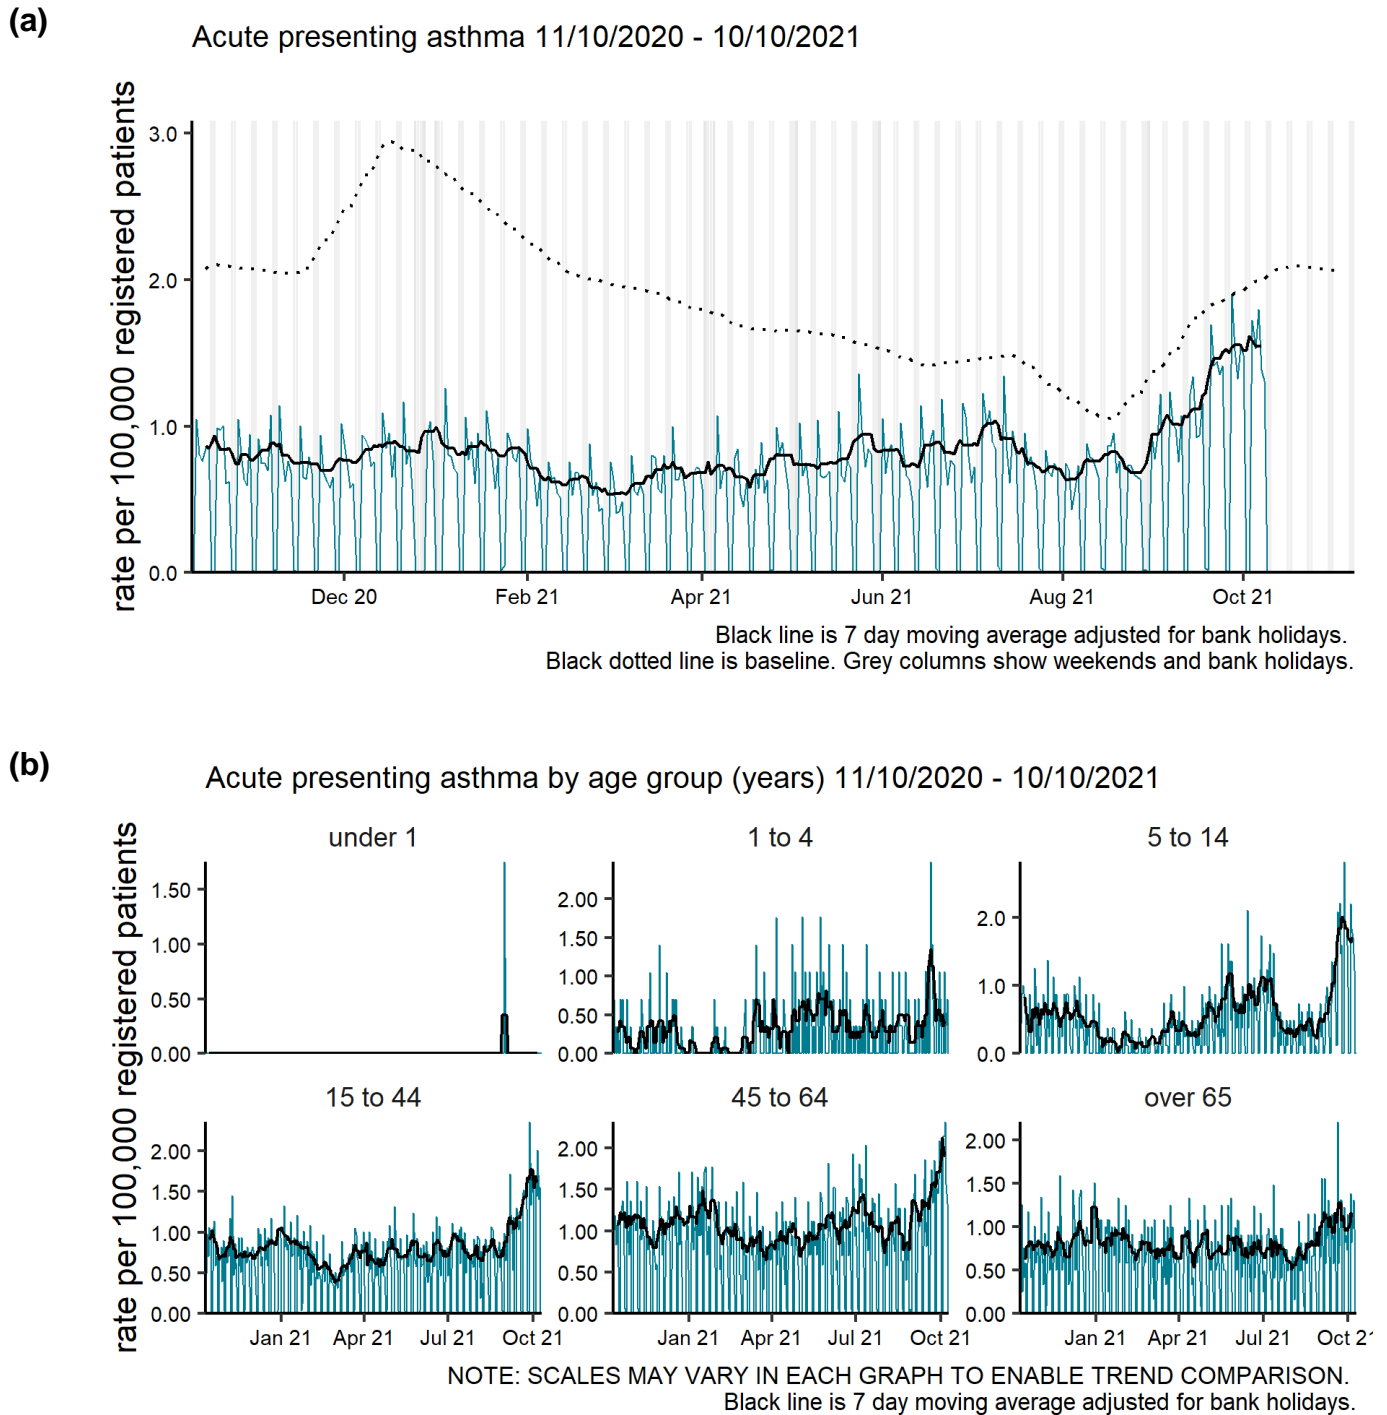 (a)
Acute presenting asthma 11/10/2020 - 10/10/2021
rate per 100,000 registered patients
3.0
2.0
1.0
0.0
Dec 20 Feb 21 Apr 21 Jun 21 Aug 21 Oct 21
Black line is 7 day moving average adjusted for bank holidays.
Black dotted line is baseline. Grey columns show weekends and bank holidays.
(b)
Acute presenting asthma by age group (years) 11/10/2020 - 10/10/2021
rate per 100,000 registered patients
under 1
1.50
1.00
0.50
0.00
1 to 4
2.00
1.50
1.00
0.50
0.00
5 to 14
2.0
1.0
0.0
15 to 44
2.00
1.50
1.00
0.50
0.00
Jan 21 Apr 21 Jul 21 Oct 21
45 to 64
2.00
1.50
1.00
0.50
0.00
Jan 21 Apr 21 Jul 21 Oct 21
over 65
2.00
1.50
1.00
0.50
0.00
Jan 21 Apr 21 Jul 21 Oct 21
NOTE: SCALES MAY VARY IN EACH GRAPH TO ENABLE TREND COMPARISON.
Black line is 7 day moving average adjusted for bank holidays.